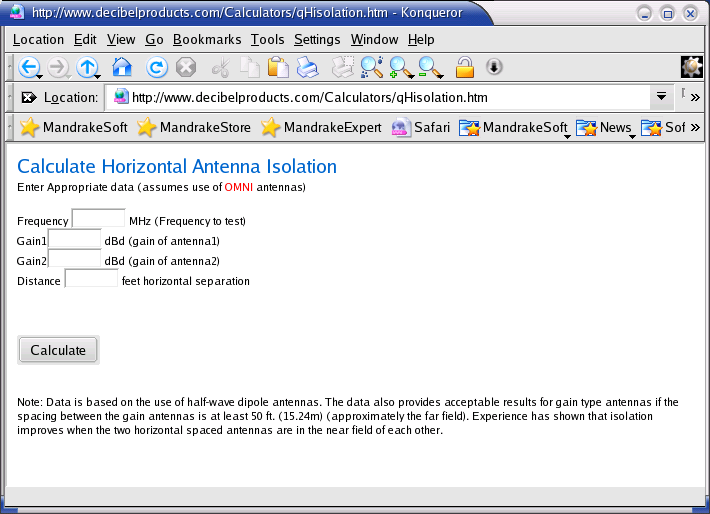 http://www.decibelproducts.com/Calculators/qHisolation.htm - Konqueror
Location Edit View Go Bookmarks Tools Settings Window Help
Location: http://www.decibelproducts.com/Calculators/qHisolation.htm
MandrakeSoft MandrakeStore MandrakeExpert Safari MandrakeSoft News Sof
Calculate Horizontal Antenna Isolation
Enter Appropriate data (assumes use of OMNI antennas)
Frequency MHz (Frequency to test)
Gain1 dBd (gain of antenna1)
Gain2 dBd (gain of antenna2)
Distance feet horizontal separation
Calculate
Note: Data is based on the use of half-wave dipole antennas. The data also provides acceptable results for gain type antennas if the
spacing between the gain antennas is at least 50 ft. (15.24m) (approximately the far field). Experience has shown that isolation
improves when the two horizontal spaced antennas are in the near field of each other.